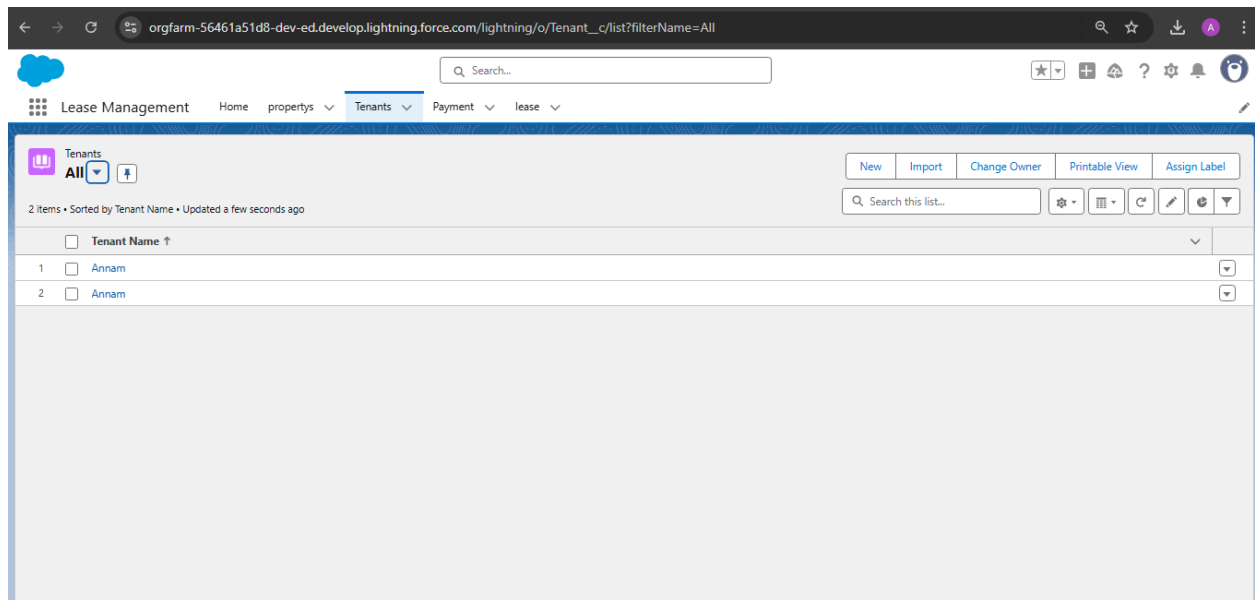 orgfarm-56461a51d8-dev-ed.develop.lightning.force.com/lightning/o/Tenant__c/list?filterName=All
A
Search...
Lease Management Home propertys Tenants Payment lease
Tenants
All
New Import Change Owner Printable View Assign Label
2 items • Sorted by Tenant Name • Updated a few seconds ago
Search this list...
Tenant Name ↑
1 Annam
2 Annam